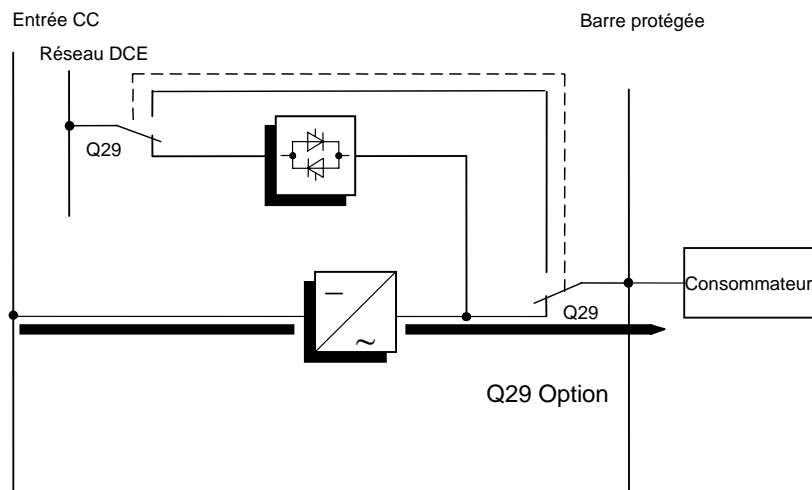 Entrée CC
Barre protégée
Réseau DCE
Q29
Consommateur
Q29
Q29 Option